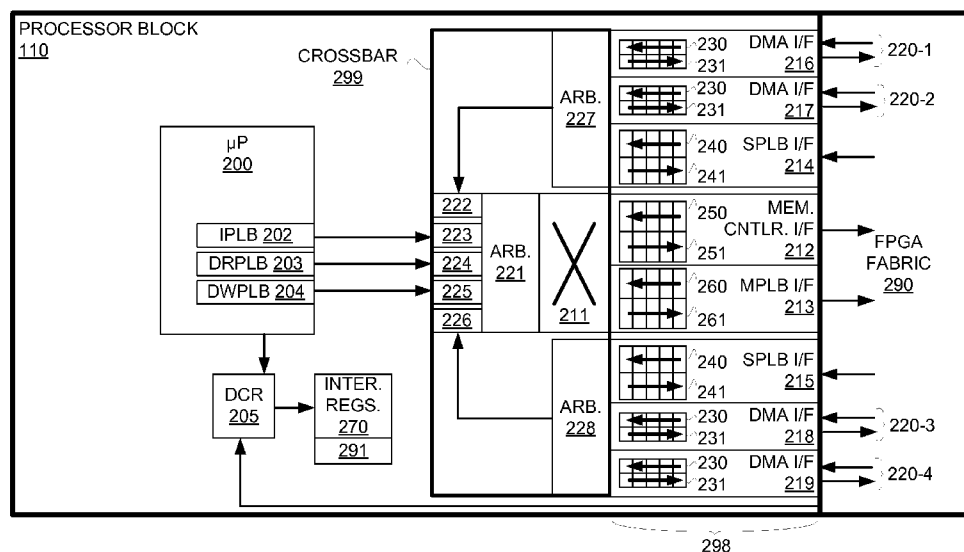 PROCESSOR BLOCK
110
CROSSBAR
299
µP
200
IPLB 202
DRPLB 203
DWPLB 204
DCR
205
INTER.
REGS.
270
291
222
223
224
225
226
ARB.
221
211
ARB.
227
ARB.
228
230
231
DMA I/F
216
230
231
DMA I/F
217
240
241
SPLB I/F
214
250
251
MEM.
CNTLR. I/F
212
260
261
MPLB I/F
213
240
241
SPLB I/F
215
230
231
DMA I/F
218
230
231
DMA I/F
219
220-1
220-2
FPGA
FABRIC
290
220-3
220-4
298